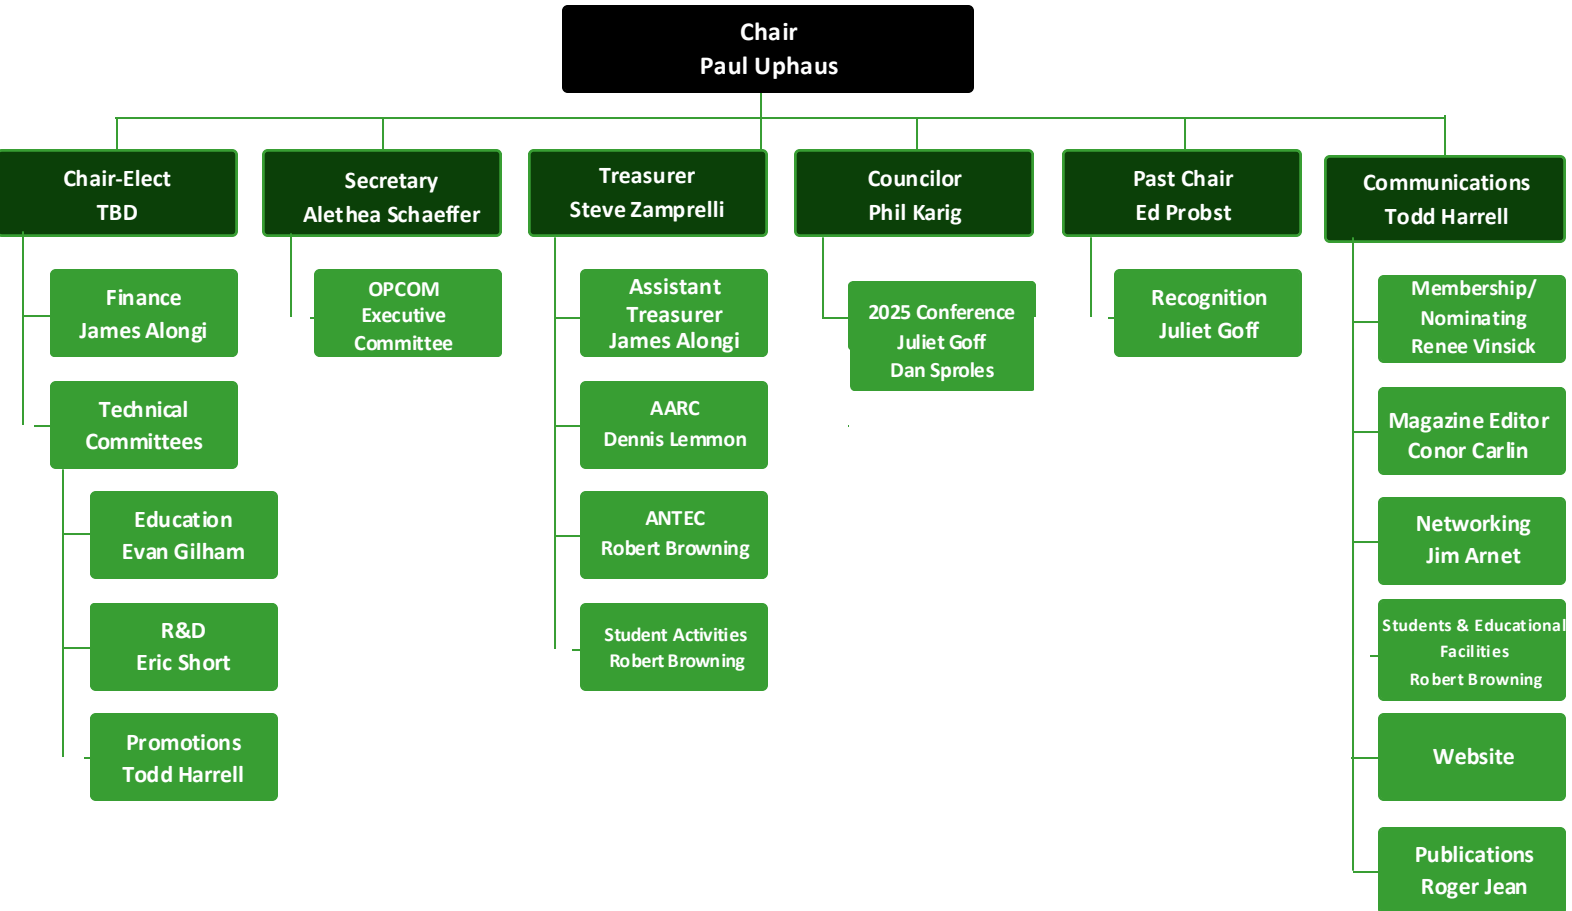 Chair
Paul Uphaus
Chair-Elect
TBD
Secretary
Alethea Schaeffer
Treasurer
Steve Zamprelli
Councilor
Phil Karig
Past Chair
Ed Probst
Communications
Todd Harrell
Finance
James Alongi
Technical
Committees
Education
Evan Gilham
R&D
Eric Short
Promotions
Todd Harrell
OPCOM
Executive
Committee
Assistant
Treasurer
James Alongi
AARC
Dennis Lemmon
ANTEC
Robert Browning
Student Activities
Robert Browning
2025 Conference
Juliet Goff
Dan Sproles
Recognition
Juliet Goff
Membership/
Nominating
Renee Vinsick
Magazine Editor
Conor Carlin
Networking
Jim Arnet
Students & Educational
Facilities
Robert Browning
Website
Publications
Roger Jean